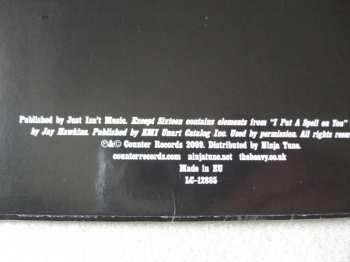 Published by Just Isn't Music. Except Sixteen contains elements from "I Put A Spell on You"
by Jay Hawkins. Published by EMI Unart Catalog Inc. Used by permission. All rights rese
℗&© Counter Records 2009. Distributed by Ninja Tune.
counterrecords.com ninjatune.net theheavy.co.uk
Made in EU
LC-12885